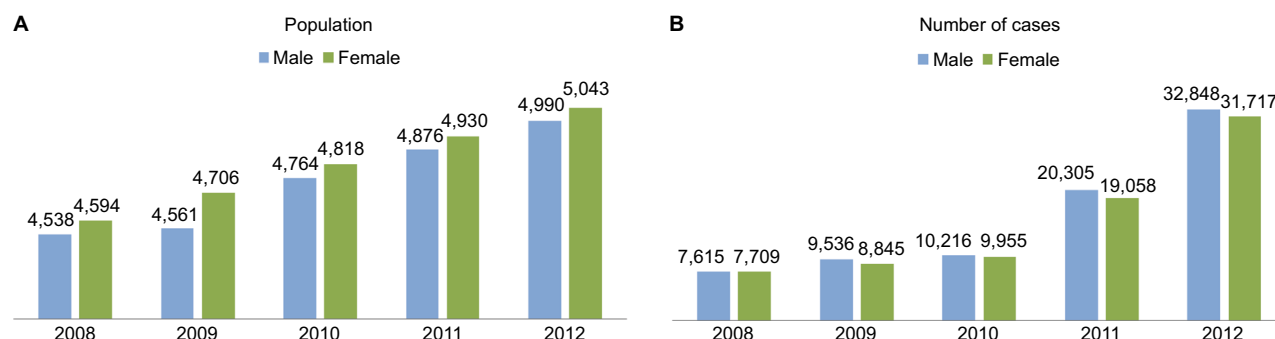 A
Population
Male Female
4,538 4,594 4,561 4,706 4,764 4,818 4,876 4,930 4,990 5,043
2008 2009 2010 2011 2012
B
Number of cases
Male Female
7,615 7,709 9,536 8,845 10,216 9,955 20,305 19,058 32,848 31,717
2008 2009 2010 2011 2012